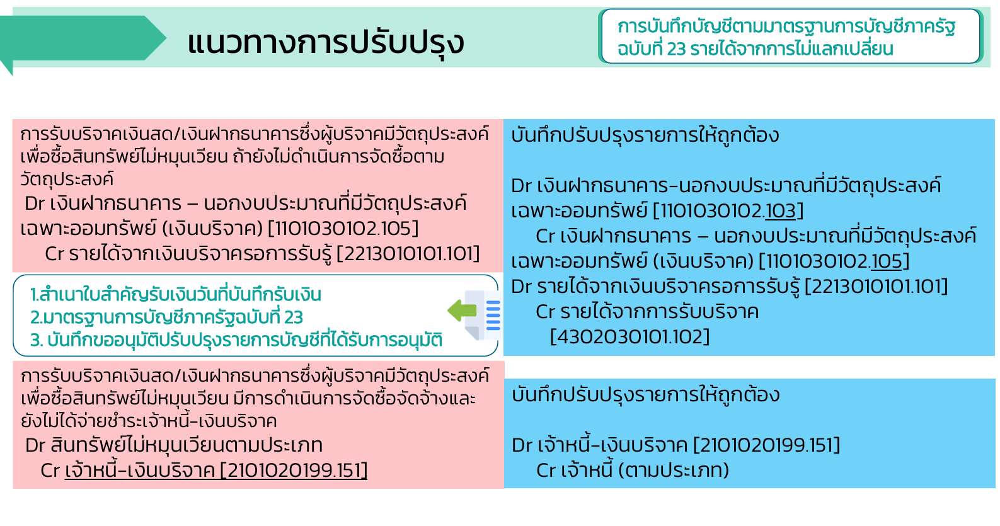 แนวทางการปรับปรุง
การบันทึกบัญชีตามมาตรฐานการบัญชีภาครัฐ
ฉบับที่ 23 รายได้จากการไม่แลกเปลี่ยน
การรับบริจาคเงินสด/เงินฝากธนาคารซึ่งผู้บริจาคมีวัตถุประสงค์
เพื่อซื้อสินทรัพย์ไม่หมุนเวียน ถ้ายังไม่ดำเนินการจัดซื้อตาม
วัตถุประสงค์
Dr เงินฝากธนาคาร – นอกงบประมาณที่มีวัตถุประสงค์
เฉพาะออมทรัพย์ (เงินบริจาค) [1101030102.105]
Cr รายได้จากเงินบริจาครอการรับรู้ [2213010101.101]
1.สำเนาใบสำคัญรับเงินวันที่บันทึกรับเงิน
2.มาตรฐานการบัญชีภาครัฐฉบับที่ 23
3. บันทึกขออนุมัติปรับปรุงรายการบัญชีที่ได้รับการอนุมัติ
บันทึกปรับปรุงรายการให้ถูกต้อง
Dr เงินฝากธนาคาร-นอกงบประมาณที่มีวัตถุประสงค์
เฉพาะออมทรัพย์ [1101030102.103]
Cr เงินฝากธนาคาร – นอกงบประมาณที่มีวัตถุประสงค์
เฉพาะออมทรัพย์ (เงินบริจาค) [1101030102.105]
Dr รายได้จากเงินบริจาครอการรับรู้ [2213010101.101]
Cr รายได้จากการรับบริจาค
[4302030101.102]
การรับบริจาคเงินสด/เงินฝากธนาคารซึ่งผู้บริจาคมีวัตถุประสงค์
เพื่อซื้อสินทรัพย์ไม่หมุนเวียน มีการดำเนินการจัดซื้อจัดจ้างและ
ยังไม่ได้จ่ายชำระเจ้าหนี้-เงินบริจาค
Dr สินทรัพย์ไม่หมุนเวียนตามประเภท
Cr เจ้าหนี้-เงินบริจาค [2101020199.151]
บันทึกปรับปรุงรายการให้ถูกต้อง
Dr เจ้าหนี้-เงินบริจาค [2101020199.151]
Cr เจ้าหนี้ (ตามประเภท)